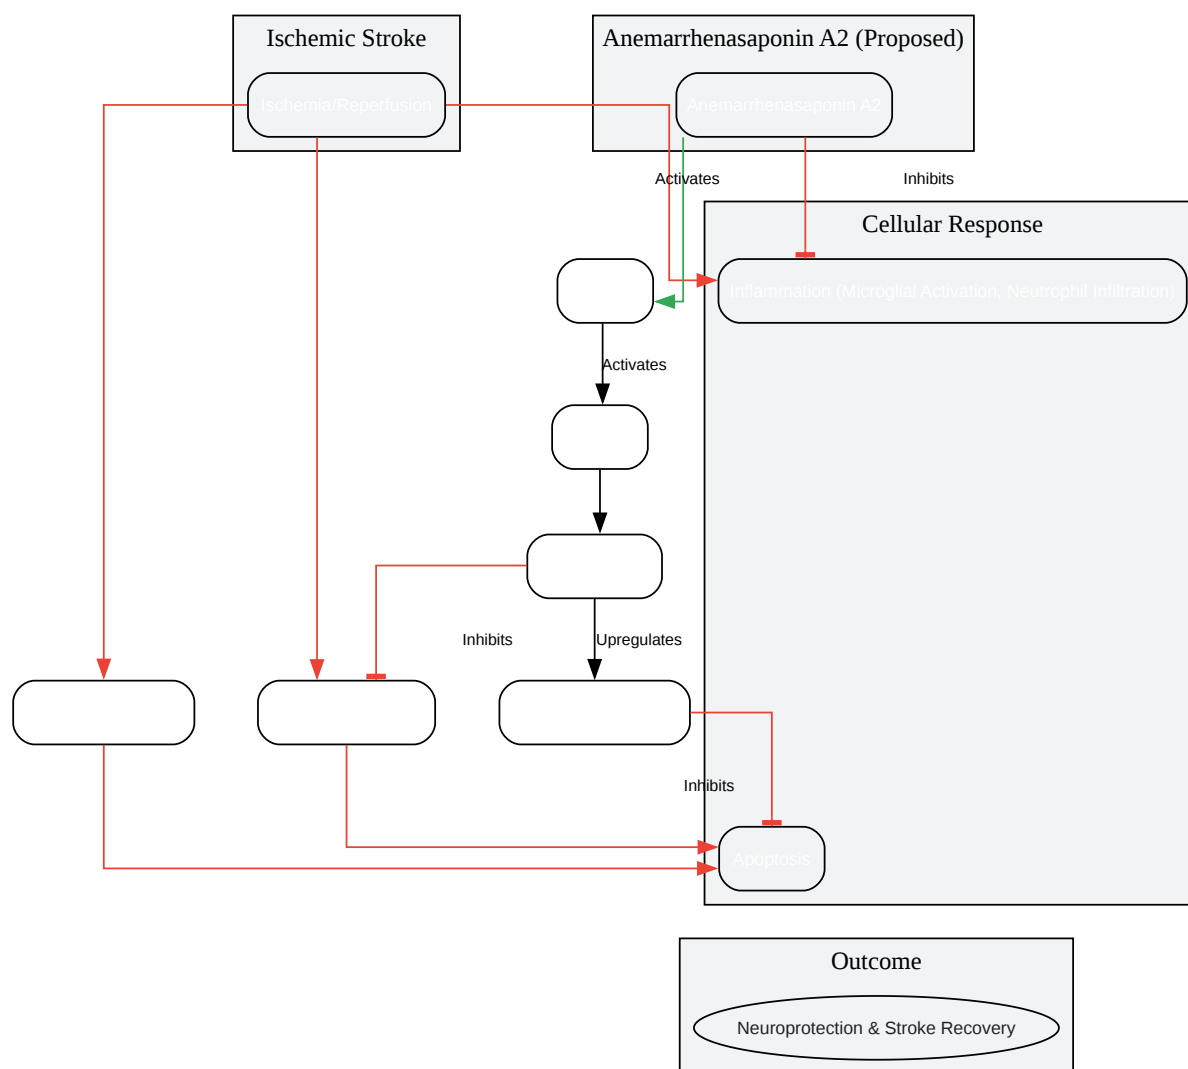 Ischemic Stroke
Anemarrhenasaponin A2 (Proposed)
Ischemia/Reperfusion
Anemarrhenasaponin A2
Activates
Inhibits
Cellular Response
Inflammation (Microglial Activation, Neutrophil Infiltration)
Activates
Inhibits
Upregulates
Inhibits
Apoptosis
Outcome
Neuroprotection & Stroke Recovery